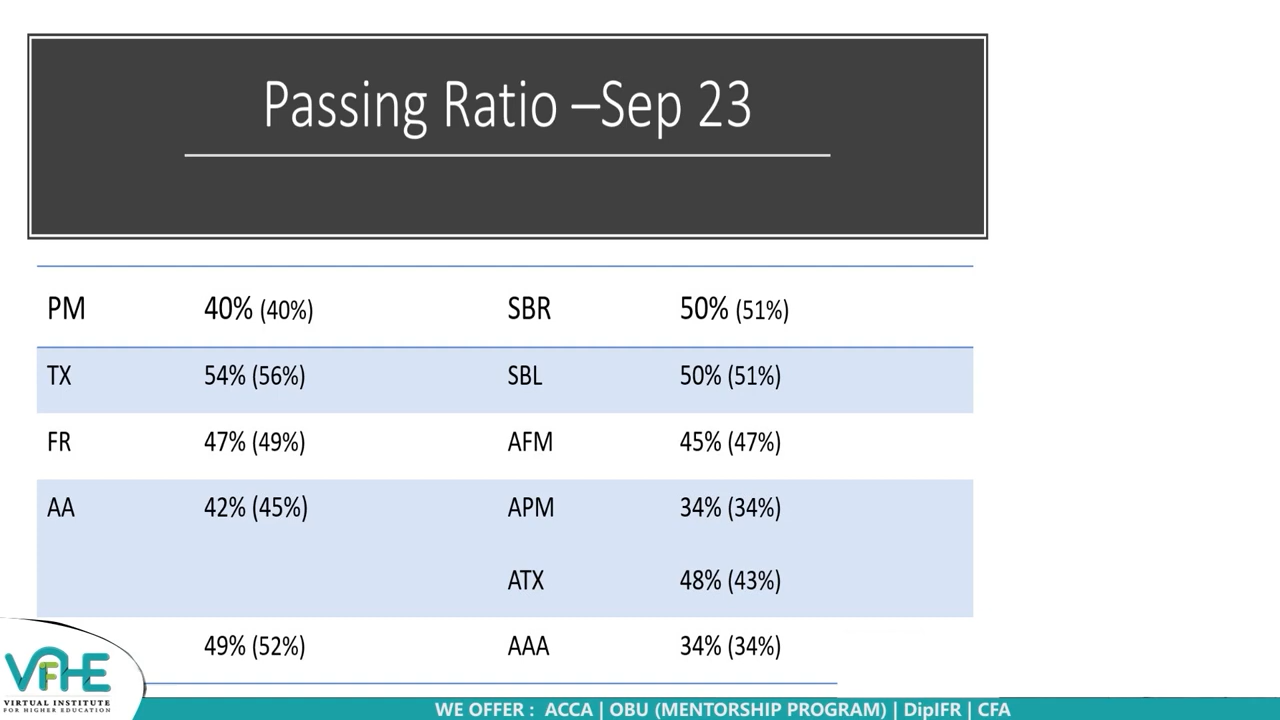 Passing Ratio –Sep 23
PM 40% (40%) SBR 50% (51%)
TX 54% (56%) SBL 50% (51%)
FR 47% (49%) AFM 45% (47%)
AA 42% (45%) APM 34% (34%)
ATX 48% (43%)
49% (52%) AAA 34% (34%)
VFHE
VIRTUAL INSTITUTE
FOR HIGHER EDUCATION
WE OFFER : ACCA | OBU (MENTORSHIP PROGRAM) | DipIFR | CFA